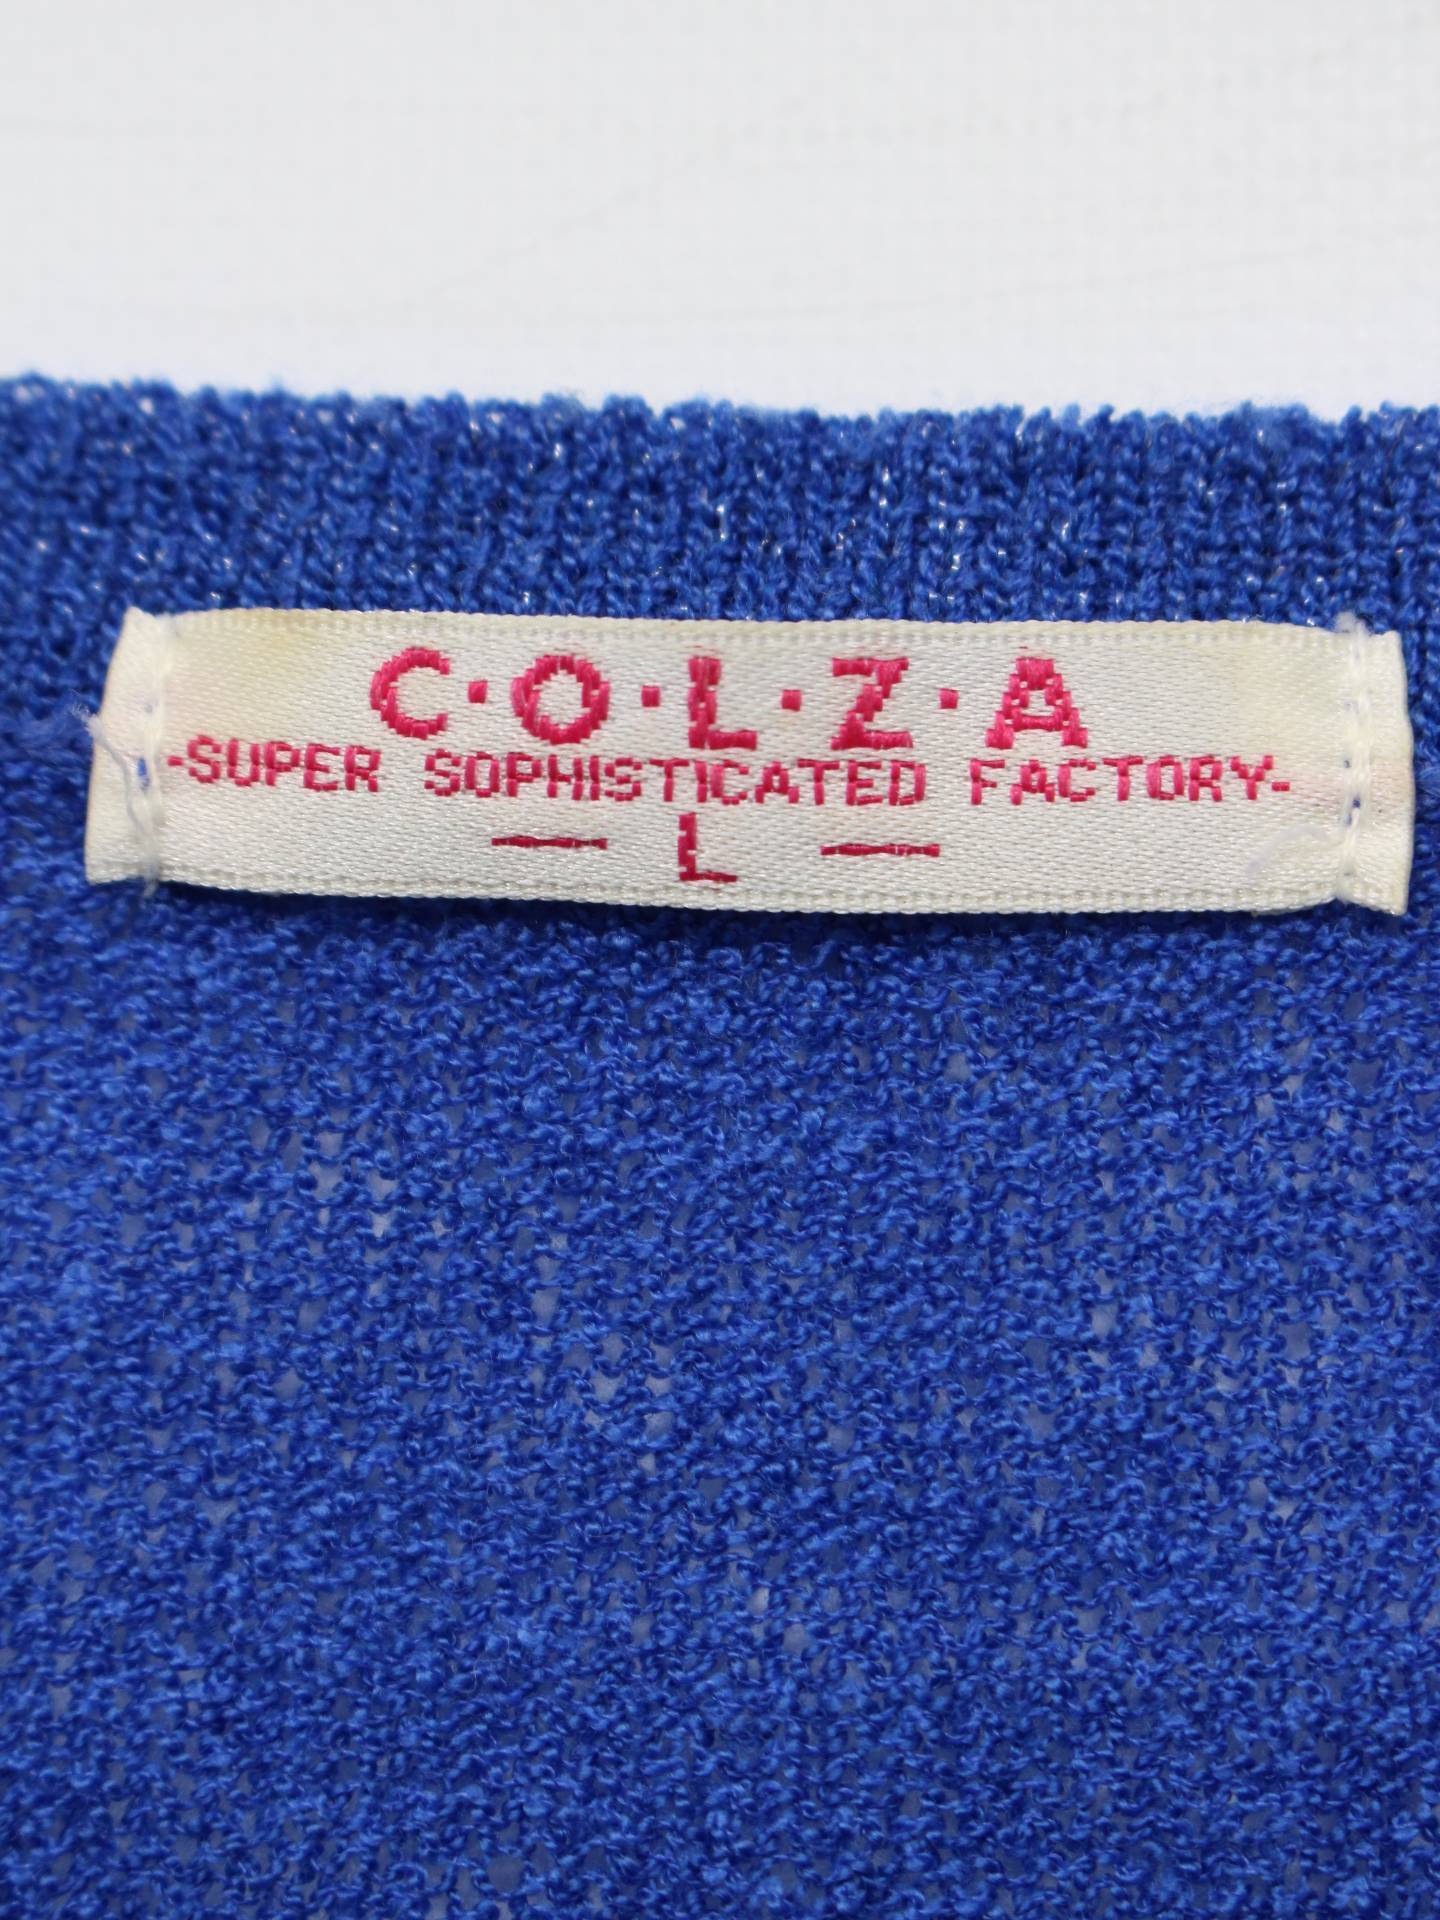 C·O·L·Z·A
-SUPER SOPHISTICATED FACTORY-
— L —